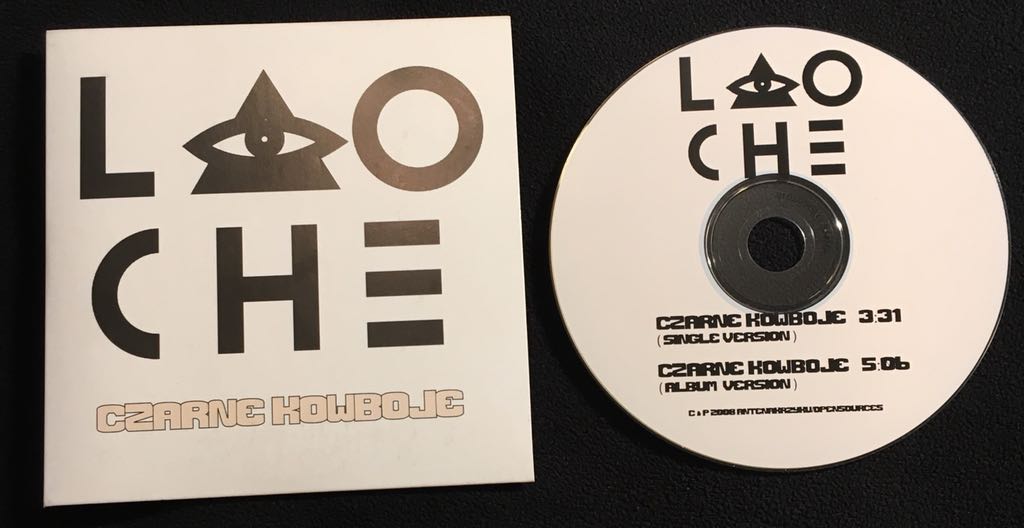 LAO
CHE
CZARNE KOWBOJE
LAO
CHE
CZARNE KOWBOJE 3:31
(SINGLE VERSION)
CZARNE KOWBOJE 5:06
(ALBUM VERSION)
C & P 2008 ANTENAKRZYKU/OPENSOURCES